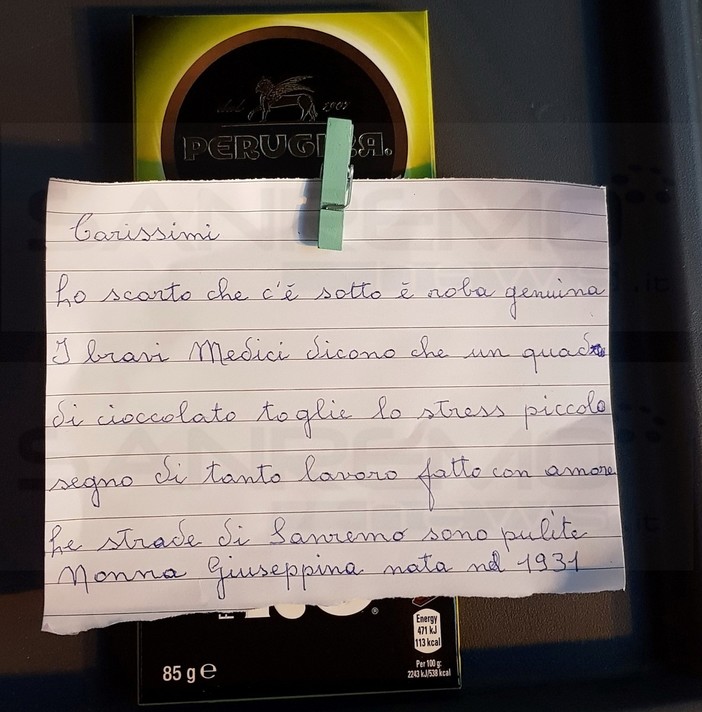 PERUGINA.
Carissimi
Lo scarto che c'è sotto è roba genuina
I bravi Medici dicono che un quadro
di cioccolato toglie lo stress piccolo
segno di tanto lavoro fatto con amore
Le strade di Sanremo sono pulite
Nonna Giuseppina nata nel 1931
®
Energy
471 kJ
113 kcal
85 g e
Per 100 g:
2243 kJ/538 kcal